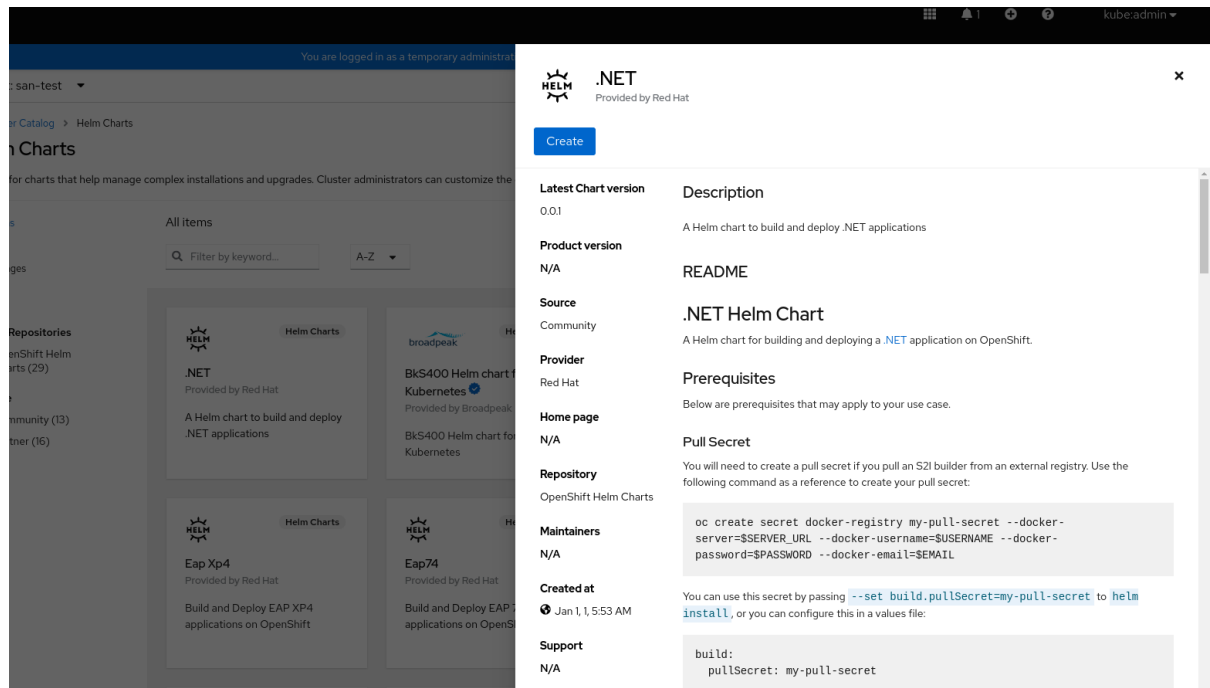 1
kube:admin
You are logged in as a temporary administrat
: san-test
er Catalog > Helm Charts
n Charts
for charts that help manage complex installations and upgrades. Cluster administrators can customize the
s
ges
Repositories
enShift Helm
arts (29)
e
mmunity (13)
tner (16)
All items
Filter by keyword...
A-Z
HELM
Helm Charts
.NET
Provided by Red Hat
A Helm chart to build and deploy
.NET applications
broadpeak
He
BkS400 Helm chart f
Kubernetes
Provided by Broadpeak
BkS400 Helm chart for
Kubernetes
HELM
Helm Charts
Eap Xp4
Provided by Red Hat
Build and Deploy EAP XP4
applications on OpenShift
HELM
He
Eap74
Provided by Red Hat
Build and Deploy EAP 7
applications on OpenS
HELM
.NET
Provided by Red Hat
Create
Latest Chart version
0.0.1
Product version
N/A
Source
Community
Provider
Red Hat
Home page
N/A
Repository
OpenShift Helm Charts
Maintainers
N/A
Created at
Jan 1, 1, 5:53 AM
Support
N/A
Description
A Helm chart to build and deploy .NET applications
README
.NET Helm Chart
A Helm chart for building and deploying a .NET application on OpenShift.
Prerequisites
Below are prerequisites that may apply to your use case.
Pull Secret
You will need to create a pull secret if you pull an S2I builder from an external registry. Use the
following command as a reference to create your pull secret:
oc create secret docker-registry my-pull-secret --docker-
server=$SERVER_URL --docker-username=$USERNAME --docker-
password=$PASSWORD --docker-email=$EMAIL
You can use this secret by passing --set build.pullSecret=my-pull-secret to helm
install, or you can configure this in a values file:
build:
  pullSecret: my-pull-secret